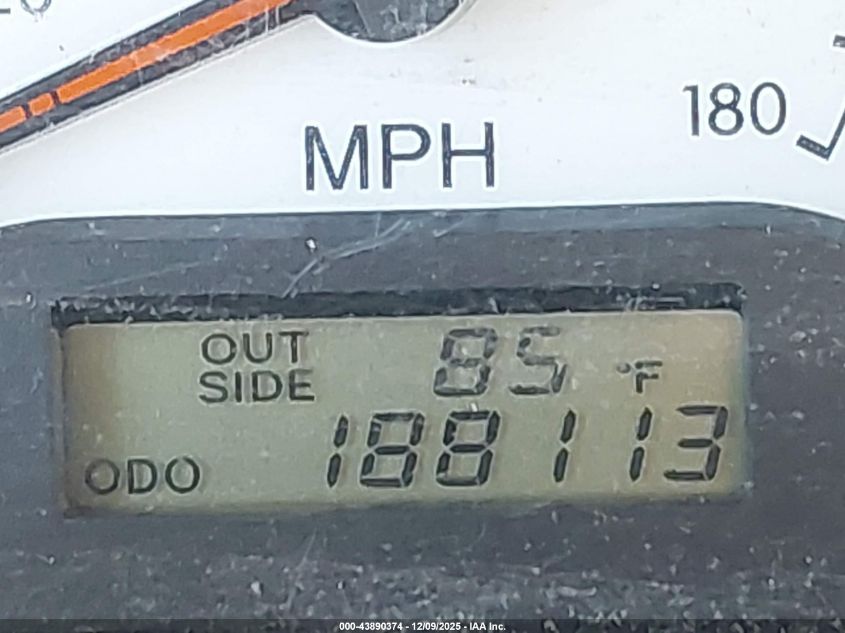 MPH
180
OUT 85 °F
SIDE
ODO 188113
000-43890374 - 12/09/2025 - IAA Inc.